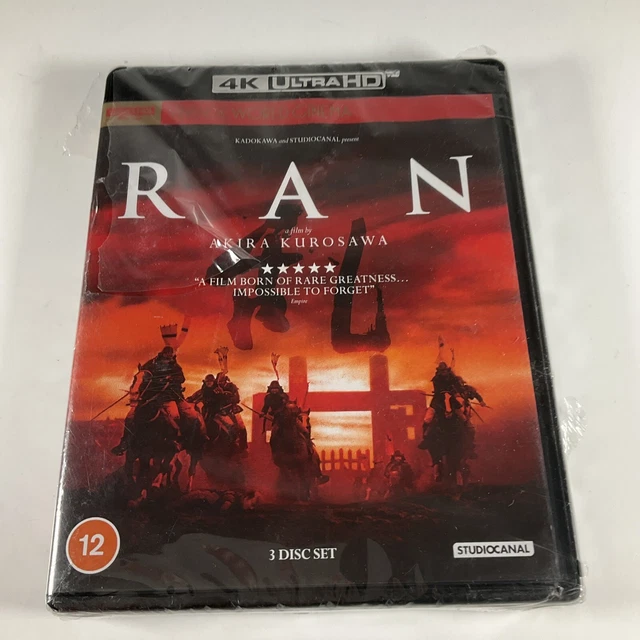 4K ULTRA HD
KADOKAWA and STUDIOCANAL present
RAN
a film by
AKIRA KUROSAWA
乱
★★★★★
"A FILM BORN OF RARE GREATNESS...
IMPOSSIBLE TO FORGET"
Empire
12
3 DISC SET
STUDIOCANAL